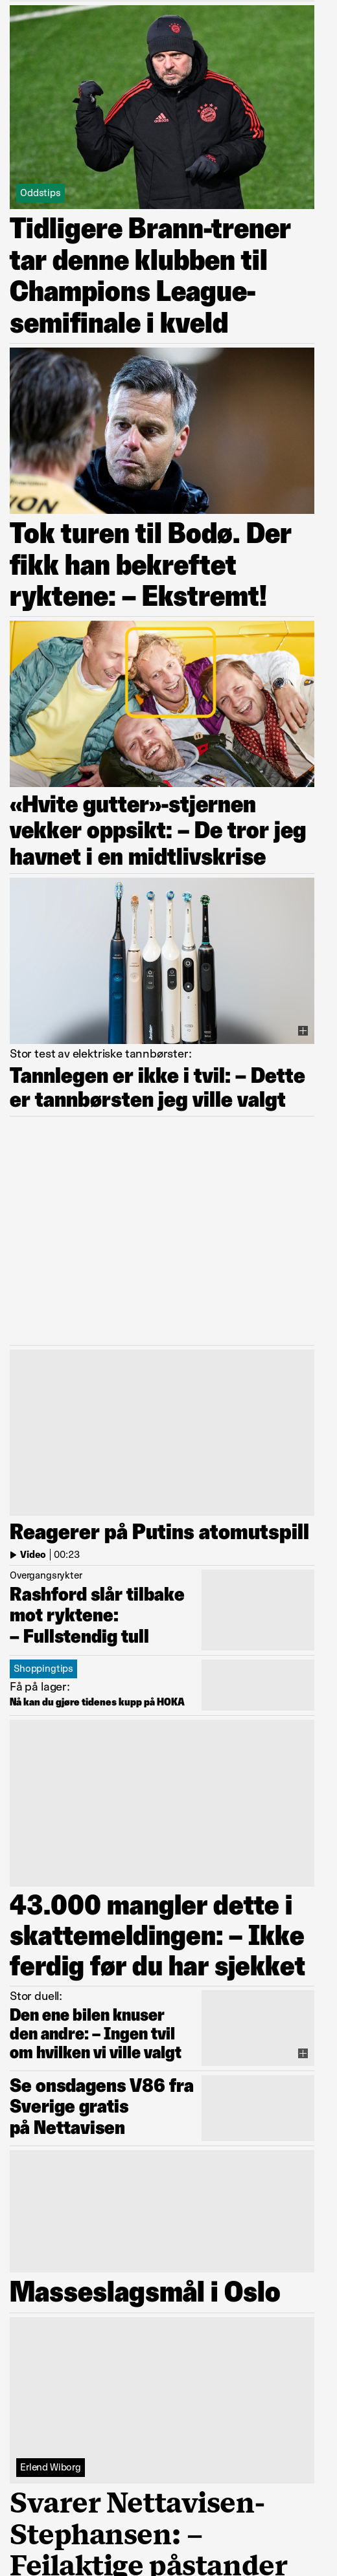 Oddstips
Tidligere Brann-trener
tar denne klubben til
Champions League-
semifinale i kveld
ION
Tok turen til Bodø. Der
fikk han bekreftet
ryktene: – Ekstremt!
«Hvite gutter»-stjernen
vekker oppsikt: – De tror jeg
havnet i en midtlivskrise
Stor test av elektriske tannbørster:
Tannlegen er ikke i tvil: – Dette
er tannbørsten jeg ville valgt
Reagerer på Putins atomutspill
Video | 00:23
Overgangsrykter
Rashford slår tilbake
mot ryktene:
– Fullstendig tull
Shoppingtips
Få på lager:
Nå kan du gjøre tidenes kupp på HOKA
43.000 mangler dette i
skattemeldingen: – Ikke
ferdig før du har sjekket
Stor duell:
Den ene bilen knuser
den andre: – Ingen tvil
om hvilken vi ville valgt
Se onsdagens V86 fra
Sverige gratis
på Nettavisen
Masseslagsmål i Oslo
Erlend Wiborg
Svarer Nettavisen-
Stephansen: –
Feilaktige påstander